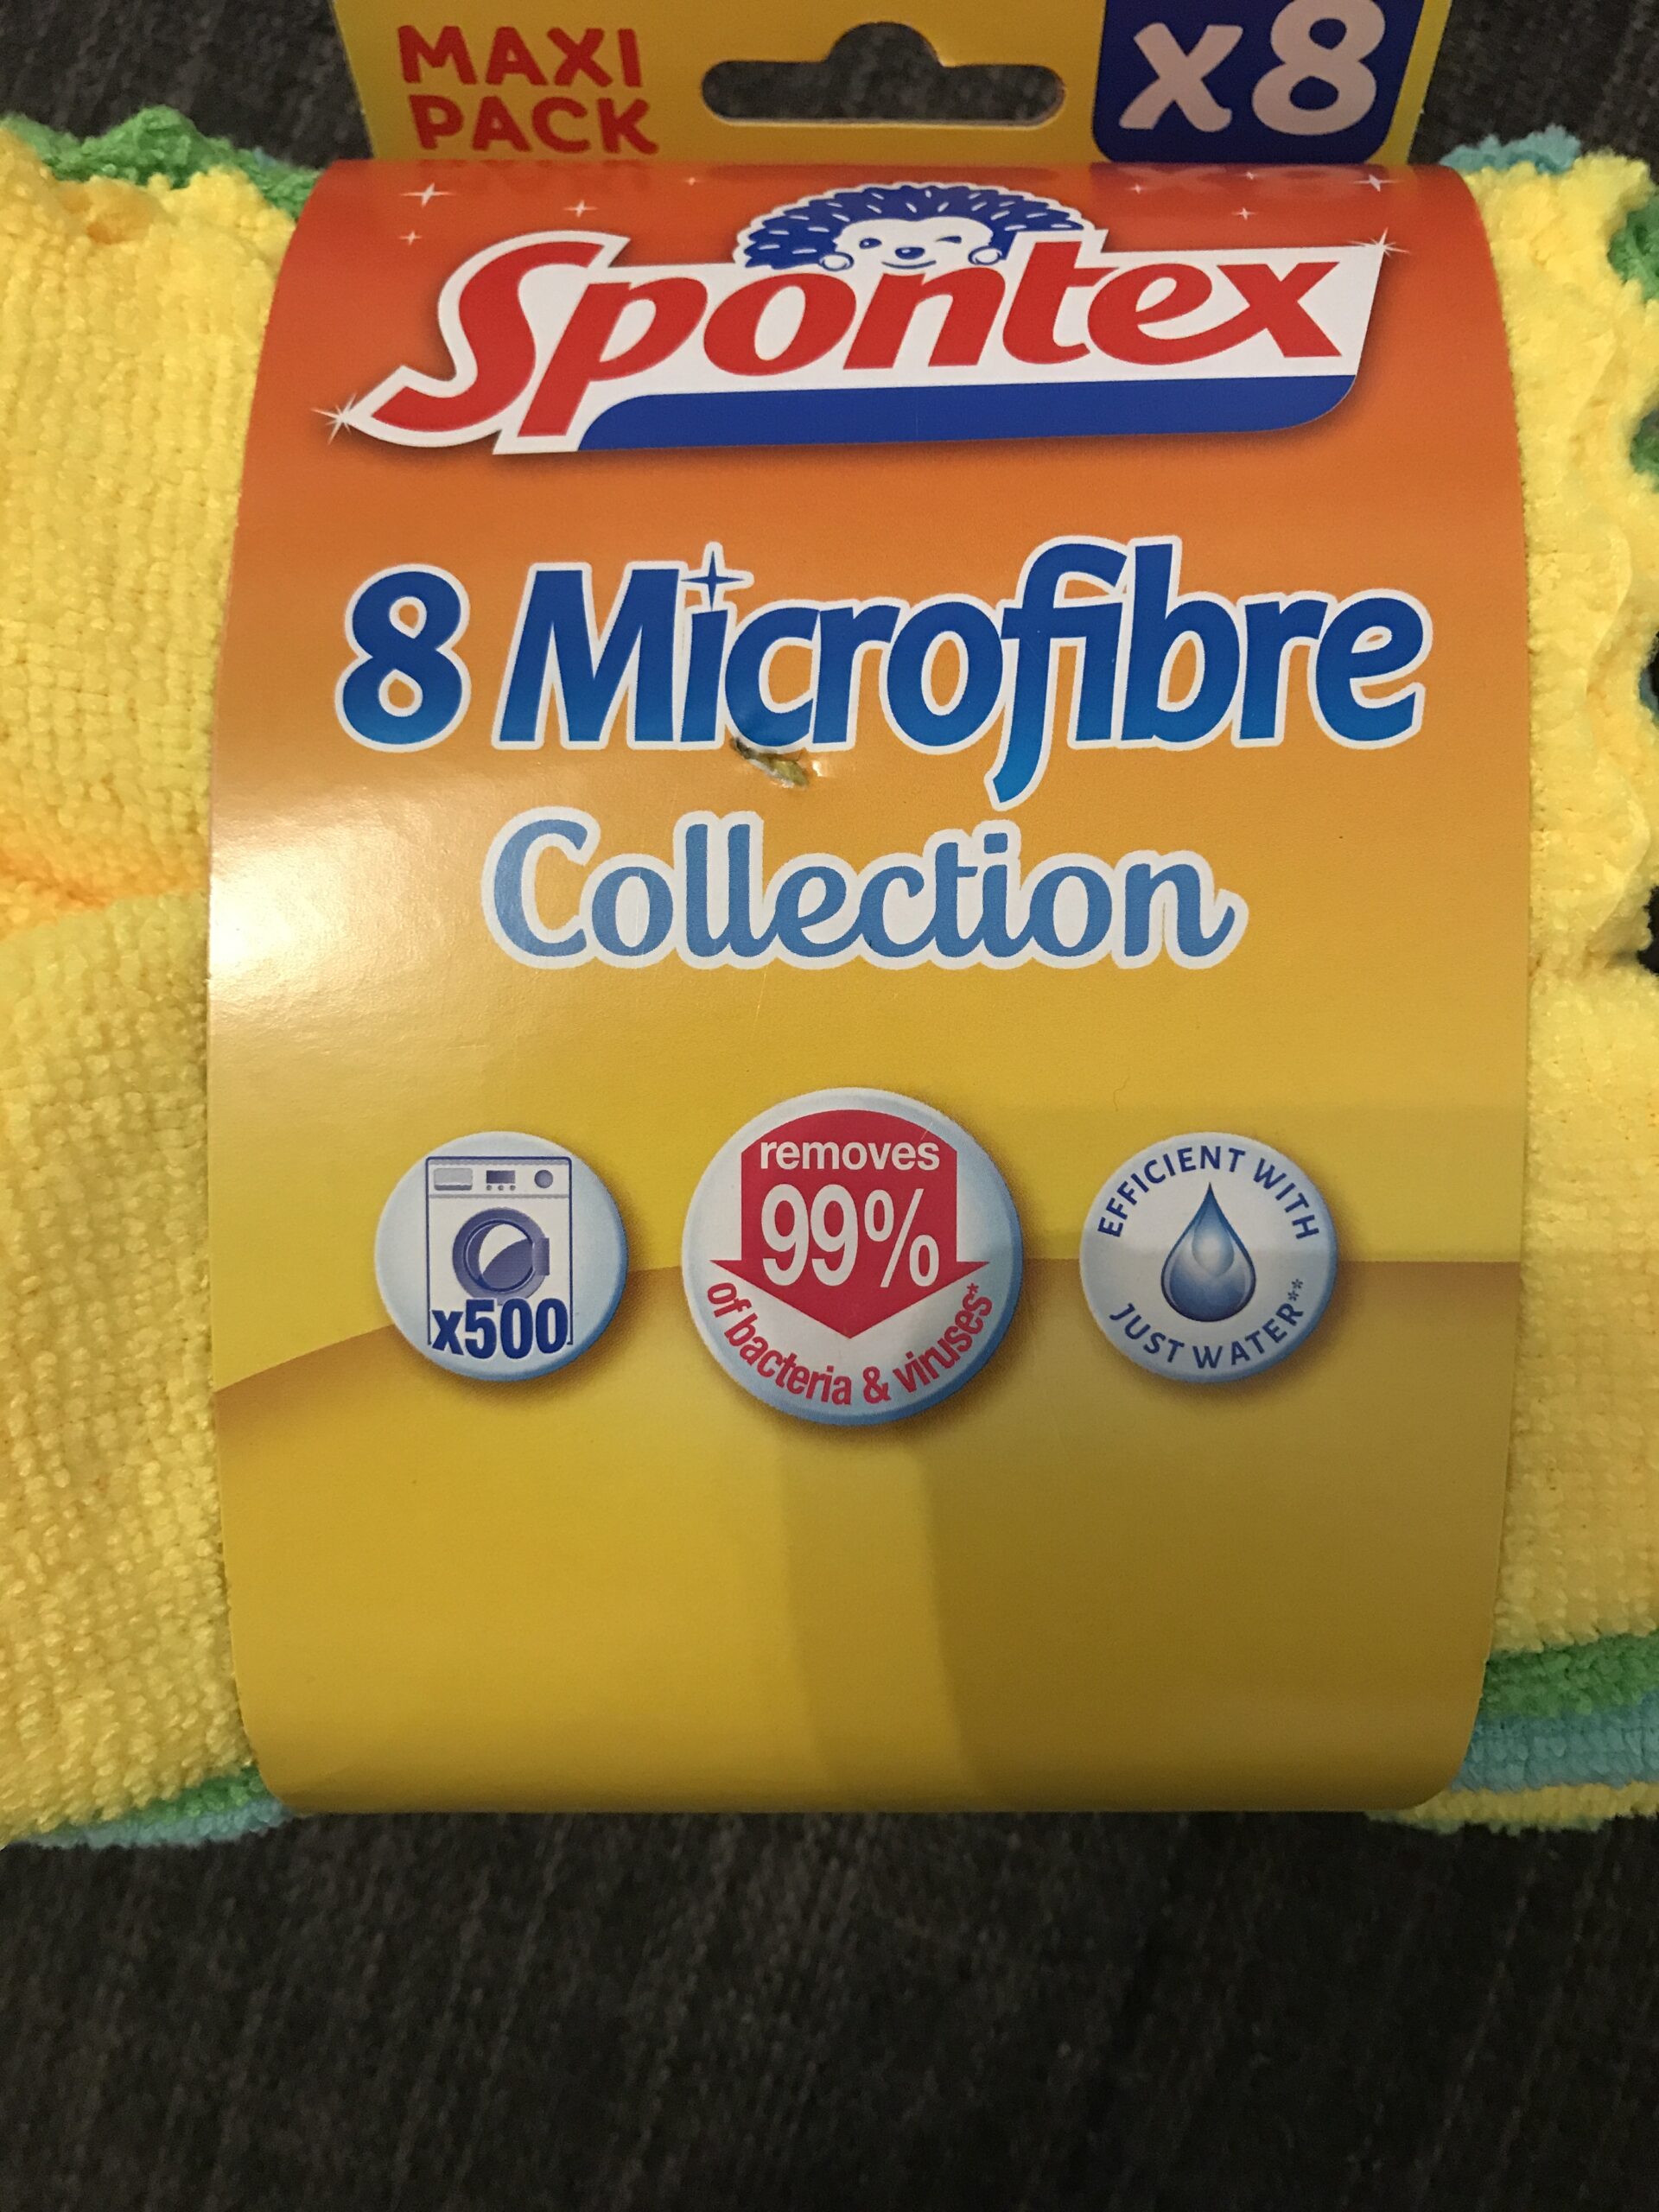 MAXI
PACK
x8
Spontex
8 Microfibre
Collection
x500
removes
99%
of bacteria & viruses*
EFFICIENT WITH
JUST WATER**